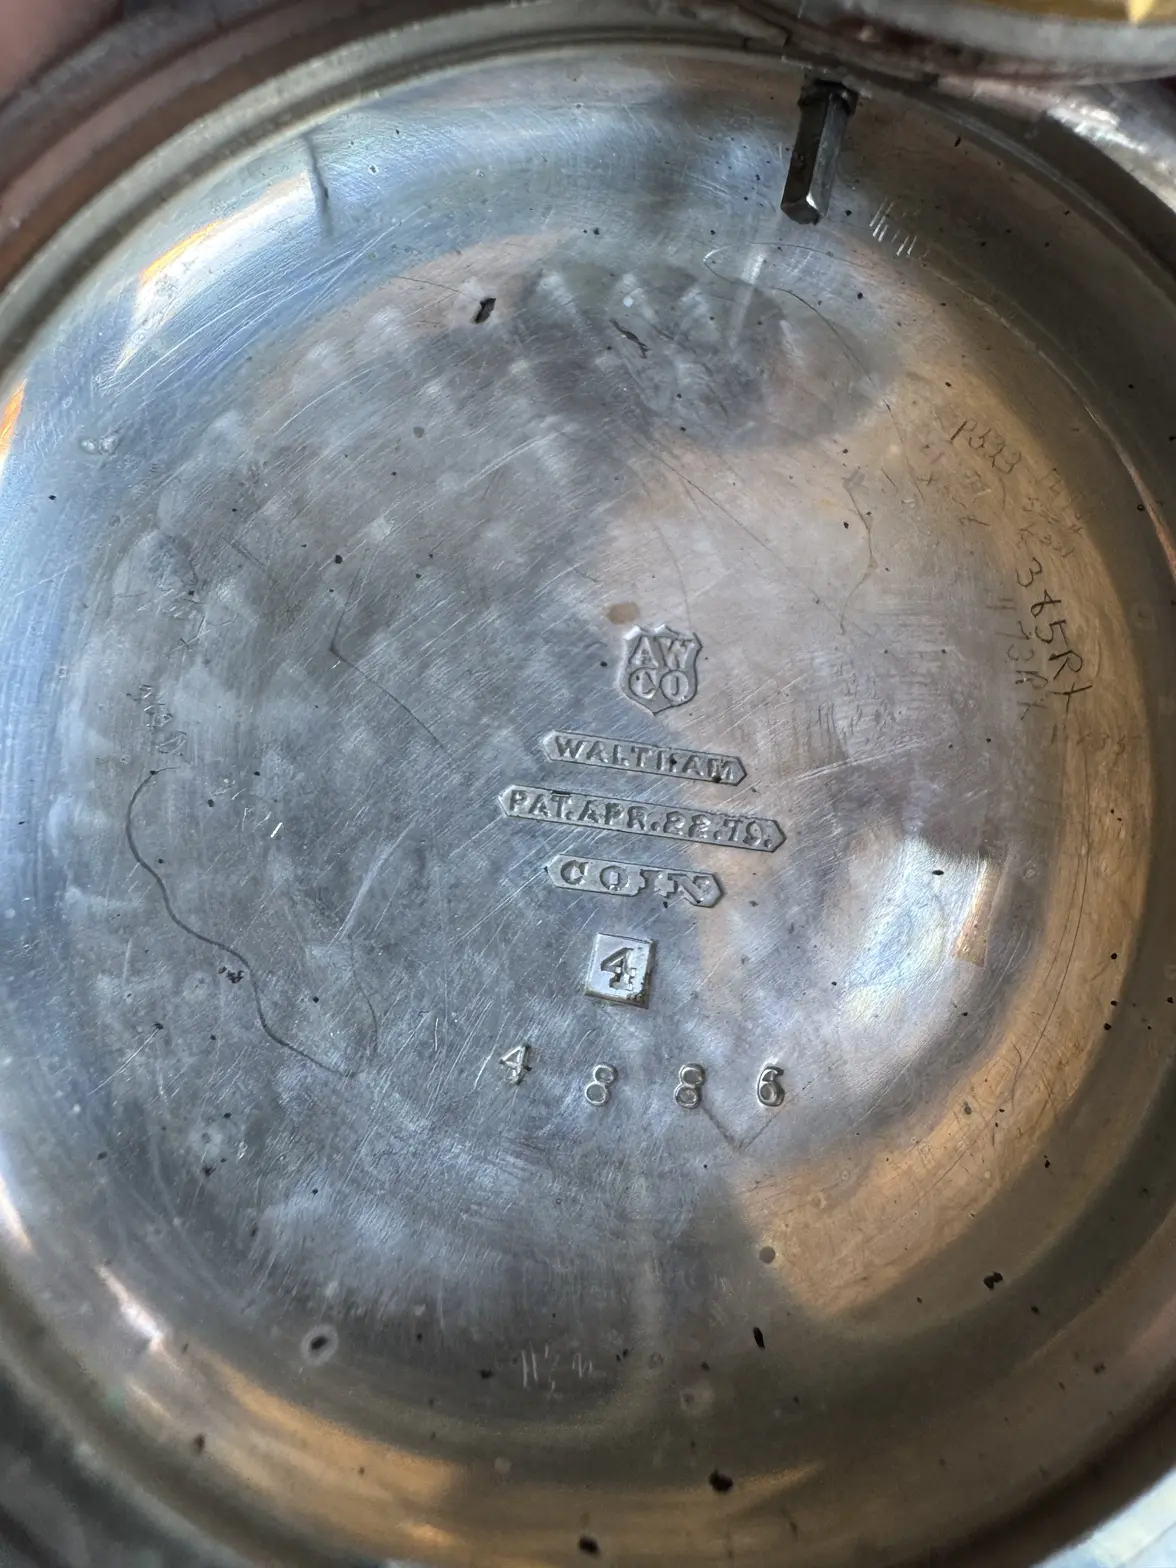 AW
CO
WALTHAM
PAT.APR.22.79.
COIN
4
4886